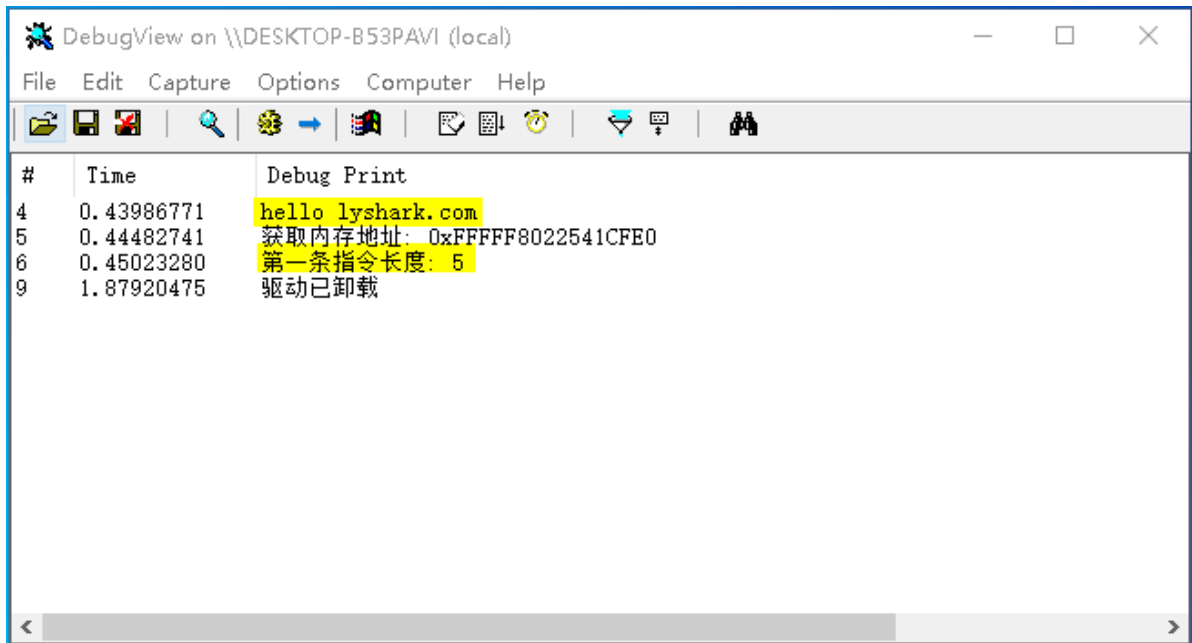 DebugView on \\DESKTOP-B53PAVI (local)
File Edit Capture Options Computer Help
# Time Debug Print
4 0.43986771 hello lyshark.com
5 0.44482741 获取内存地址: 0xFFFFF8022541CFE0
6 0.45023280 第一条指令长度: 5
9 1.87920475 驱动已卸载